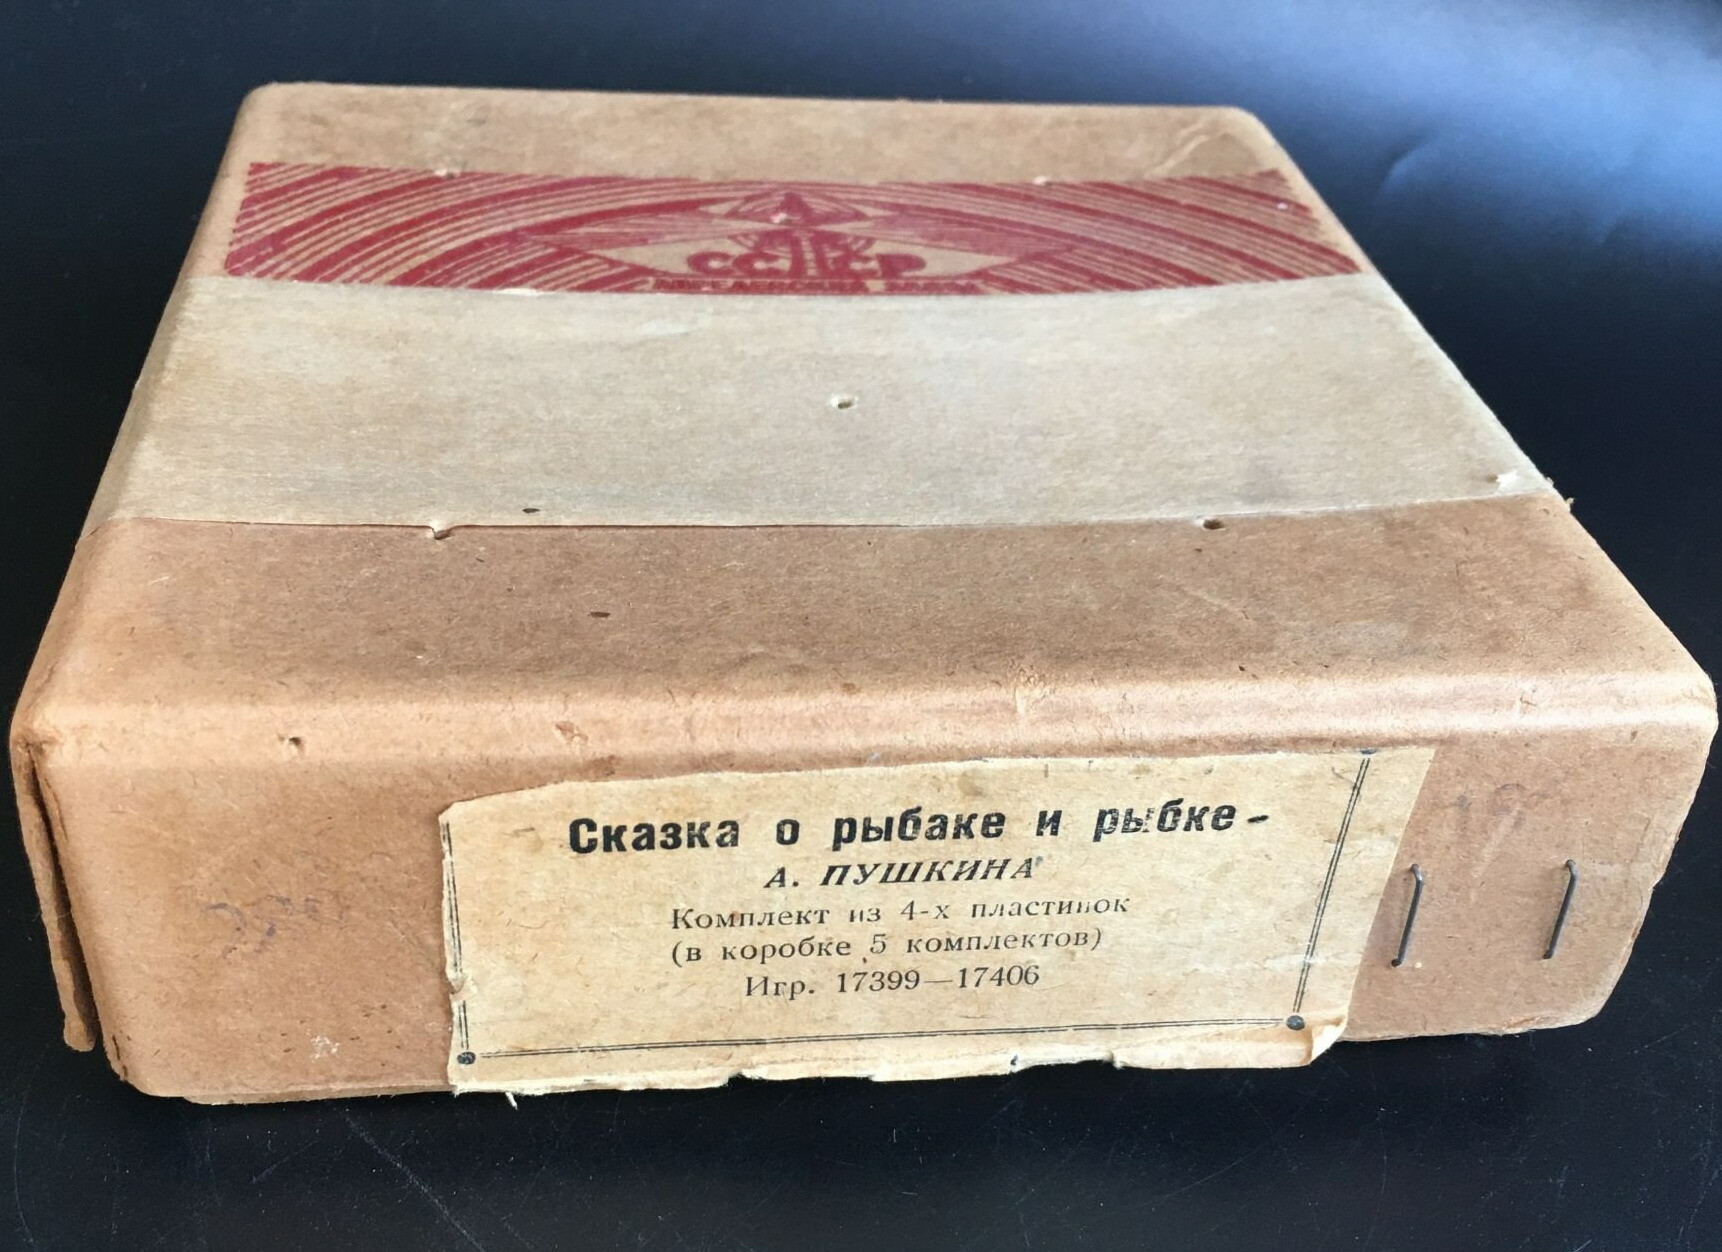 СССР
Сказка о рыбаке и рыбке –
А. ПУШКИНА
Комплект из 4-х пластинок
(в коробке 5 комплектов)
Игр. 17399—17406